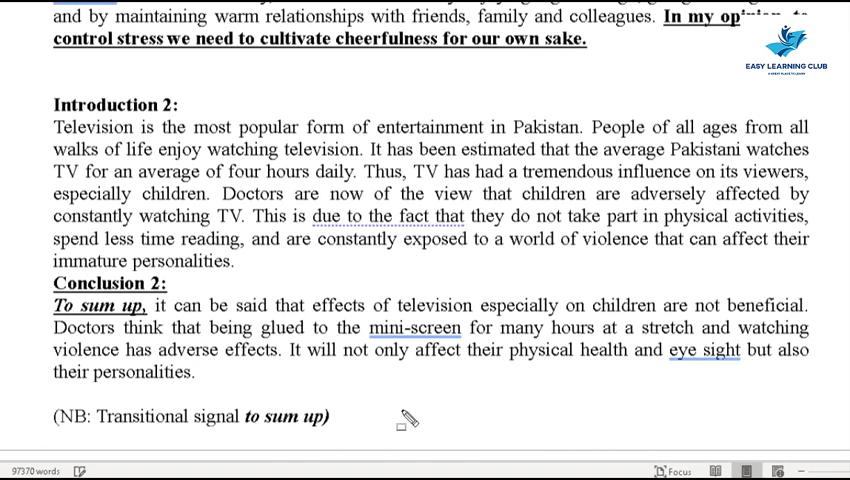 and by maintaining warm relationships with friends, family and colleagues. In my
control stress we need to cultivate cheerfulness for our own sake.
EASY LEARNING CLUB
A GREAT PLACE TO LEARN
Introduction 2:
Television is the most popular form of entertainment in Pakistan. People of all ages from all
walks of life enjoy watching television. It has been estimated that the average Pakistani watches
TV for an average of four hours daily. Thus, TV has had a tremendous influence on its viewers,
especially children. Doctors are now of the view that children are adversely affected by
constantly watching TV. This is due to the fact that they do not take part in physical activities,
spend less time reading, and are constantly exposed to a world of violence that can affect their
immature personalities.
Conclusion 2:
To sum up, it can be said that effects of television especially on children are not beneficial.
Doctors think that being glued to the mini-screen for many hours at a stretch and watching
violence has adverse effects. It will not only affect their physical health and eye sight but also
their personalities.
(NB: Transitional signal to sum up)
97370 words
Focus